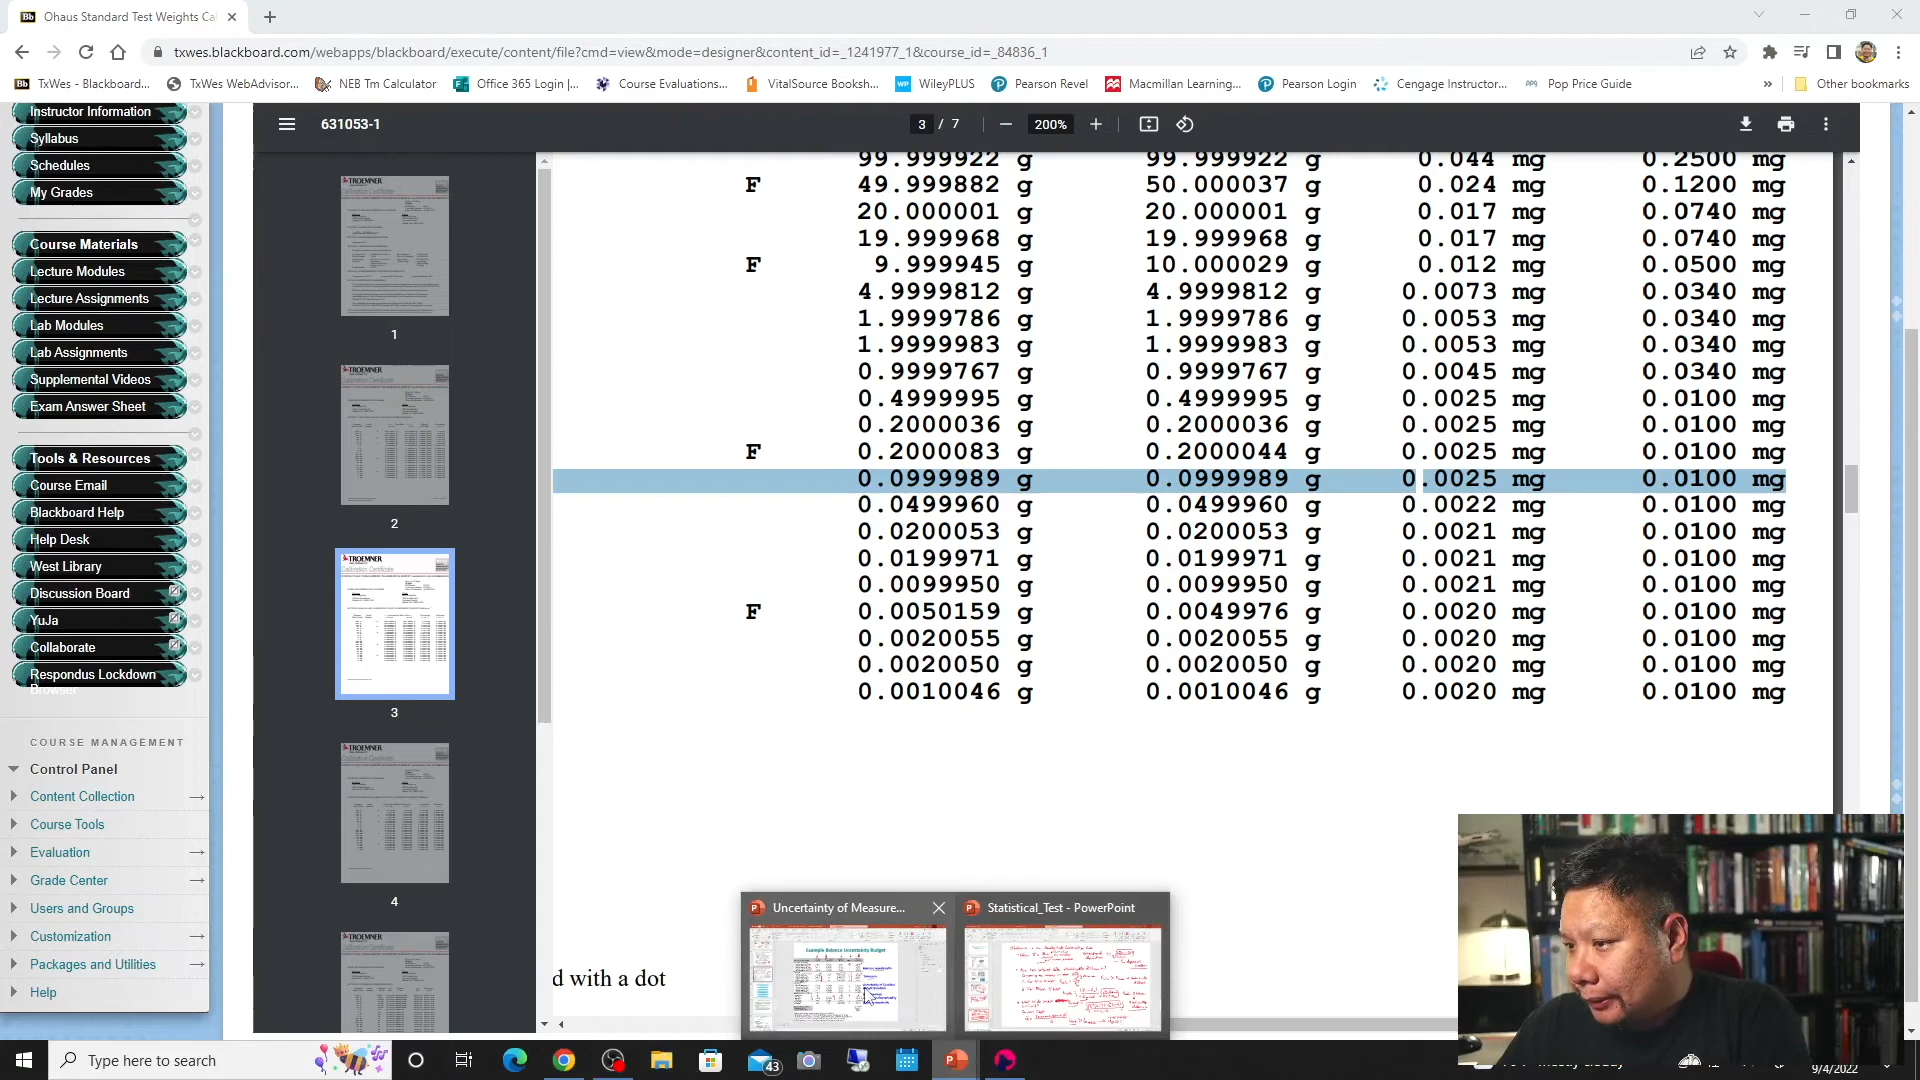 Ohaus Standard Test Weights Ca
txwes.blackboard.com/webapps/blackboard/execute/content/file?cmd=view&mode=designer&content_id=_1241977_1&course_id=_84836_1
TxWes - Blackboard... TxWes WebAdvisor... NEB Tm Calculator Office 365 Login |... Course Evaluations... VitalSource Booksh... WileyPLUS Pearson Revel Macmillan Learning... Pearson Login Cengage Instructor... Pop Price Guide » Other bookmarks
Instructor Information
Syllabus
Schedules
My Grades
Course Materials
Lecture Modules
Lecture Assignments
Lab Modules
Lab Assignments
Supplemental Videos
Exam Answer Sheet
Tools & Resources
Course Email
Blackboard Help
Help Desk
West Library
Discussion Board
YuJa
Collaborate
Respondus Lockdown
Browser
COURSE MANAGEMENT
Control Panel
Content Collection
Course Tools
Evaluation
Grade Center
Users and Groups
Customization
Packages and Utilities
Help
631053-1 3 / 7 200%
TROEMNER
1
TROEMNER
2
TROEMNER
3
TROEMNER
4
TROEMNER
99.999922 g 99.999922 g 0.044 mg 0.2500 mg
F 49.999882 g 50.000037 g 0.024 mg 0.1200 mg
20.000001 g 20.000001 g 0.017 mg 0.0740 mg
19.999968 g 19.999968 g 0.017 mg 0.0740 mg
F 9.999945 g 10.000029 g 0.012 mg 0.0500 mg
4.9999812 g 4.9999812 g 0.0073 mg 0.0340 mg
1.9999786 g 1.9999786 g 0.0053 mg 0.0340 mg
1.9999983 g 1.9999983 g 0.0053 mg 0.0340 mg
0.9999767 g 0.9999767 g 0.0045 mg 0.0340 mg
0.4999995 g 0.4999995 g 0.0025 mg 0.0100 mg
0.2000036 g 0.2000036 g 0.0025 mg 0.0100 mg
F 0.2000083 g 0.2000044 g 0.0025 mg 0.0100 mg
0.0999989 g 0.0999989 g 0.0025 mg 0.0100 mg
0.0499960 g 0.0499960 g 0.0022 mg 0.0100 mg
0.0200053 g 0.0200053 g 0.0021 mg 0.0100 mg
0.0199971 g 0.0199971 g 0.0021 mg 0.0100 mg
0.0099950 g 0.0099950 g 0.0021 mg 0.0100 mg
F 0.0050159 g 0.0049976 g 0.0020 mg 0.0100 mg
0.0020055 g 0.0020055 g 0.0020 mg 0.0100 mg
0.0020050 g 0.0020050 g 0.0020 mg 0.0100 mg
0.0010046 g 0.0010046 g 0.0020 mg 0.0100 mg
d with a dot
Uncertainty of Measure... Statistical_Test - PowerPoint
Example Balance Uncertainty Budget
Type here to search
43
9/4/2022